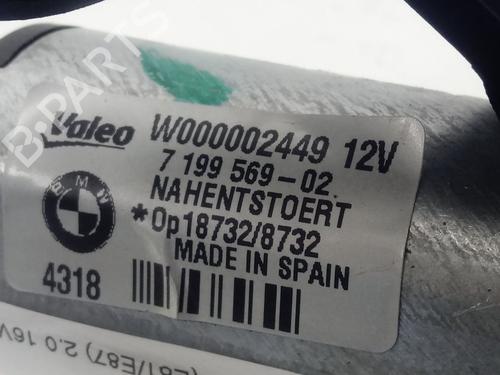 B-PARTS
Valeo
W000002449 12V
7 199 569-02
NAHENTSTOERT
*Op18732/8732
MADE IN SPAIN
BMW
4318
(E81/E87) 2.0 16V